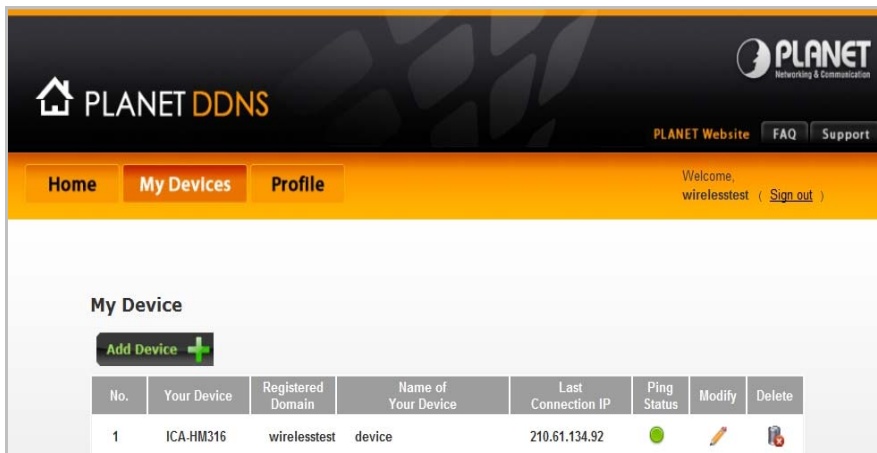 PLANET
Networking & Communication
PLANET DDNS
PLANET Website FAQ Support
Home My Devices Profile
Welcome,
wirelesstest ( Sign out )
My Device
Add Device
No. Your Device Registered Domain Name of Your Device Last Connection IP Ping Status Modify Delete
1 ICA-HM316 wirelesstest device 210.61.134.92